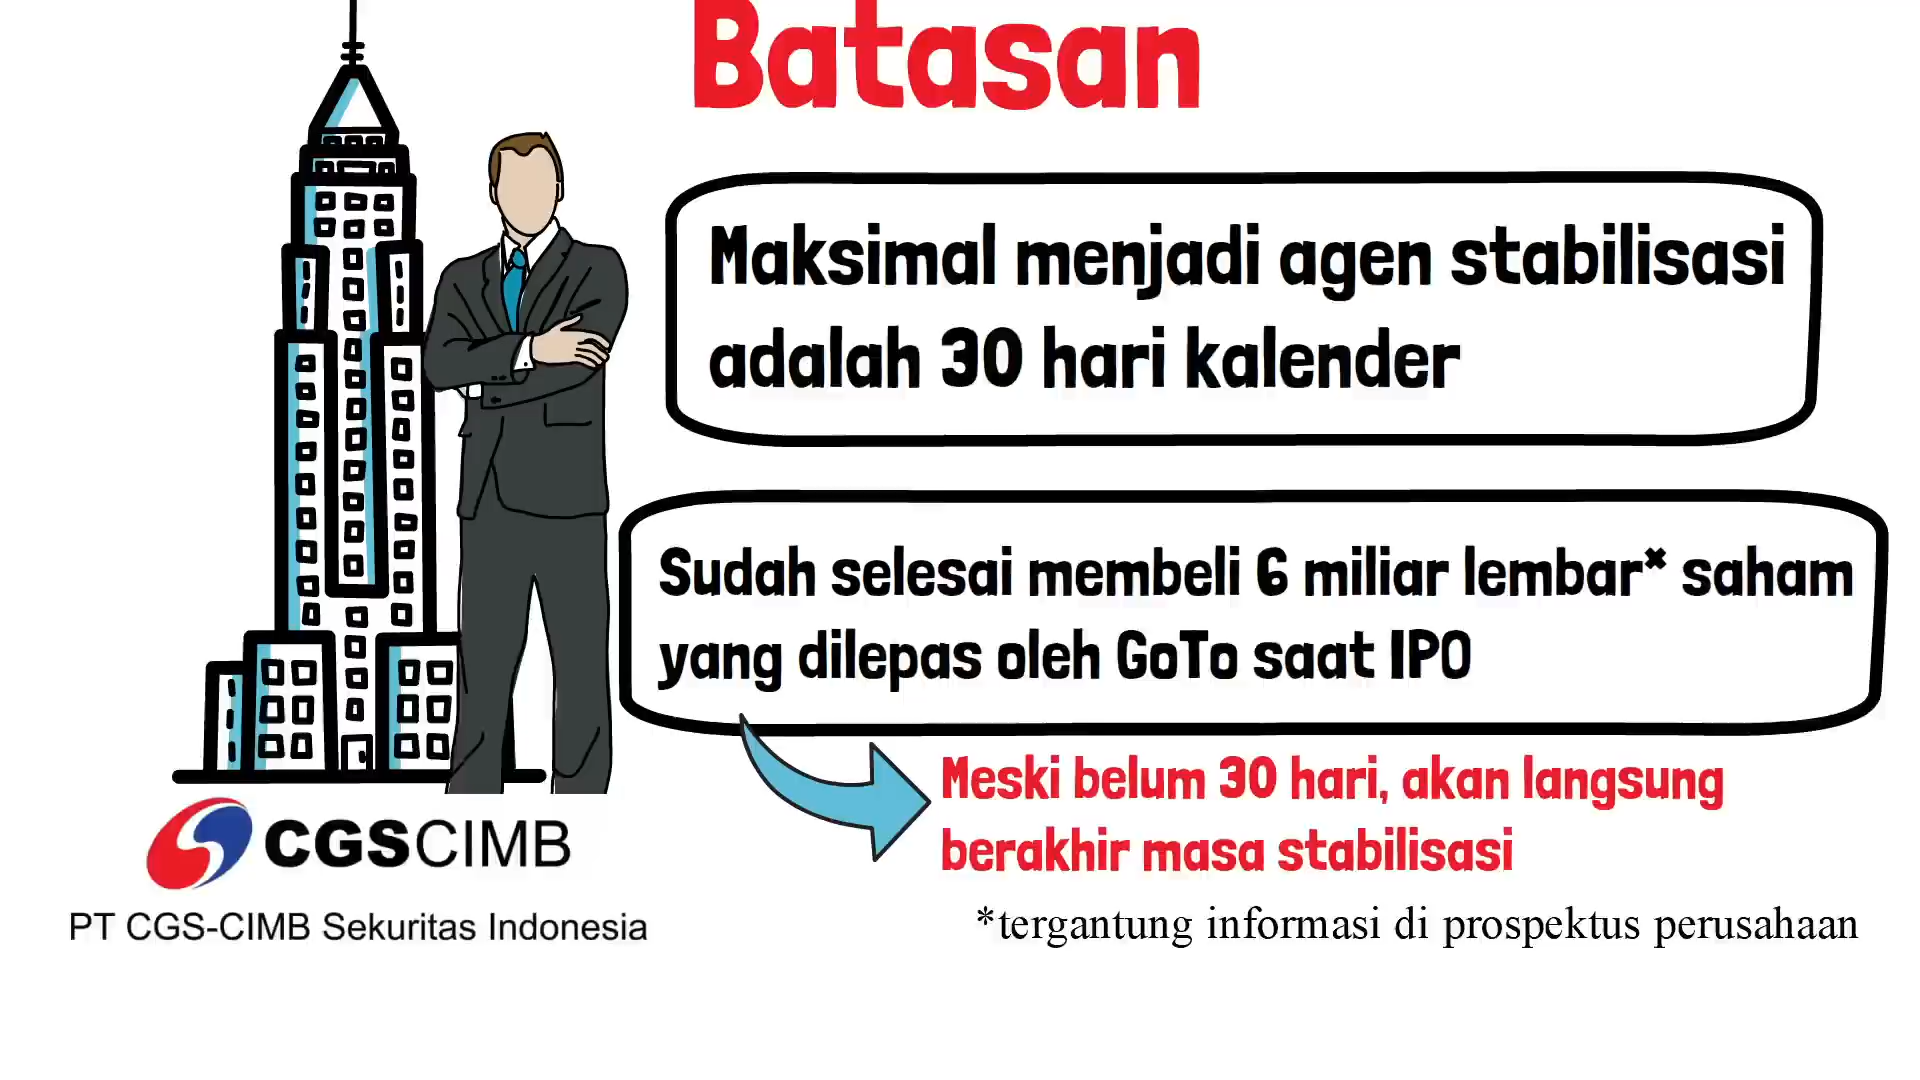 Batasan
Maksimal menjadi agen stabilisasi
adalah 30 hari kalender
Sudah selesai membeli 6 miliar lembar* saham
yang dilepas oleh GoTo saat IPO
Meski belum 30 hari, akan langsung
berakhir masa stabilisasi
CGSCIMB
PT CGS-CIMB Sekuritas Indonesia
*tergantung informasi di prospektus perusahaan